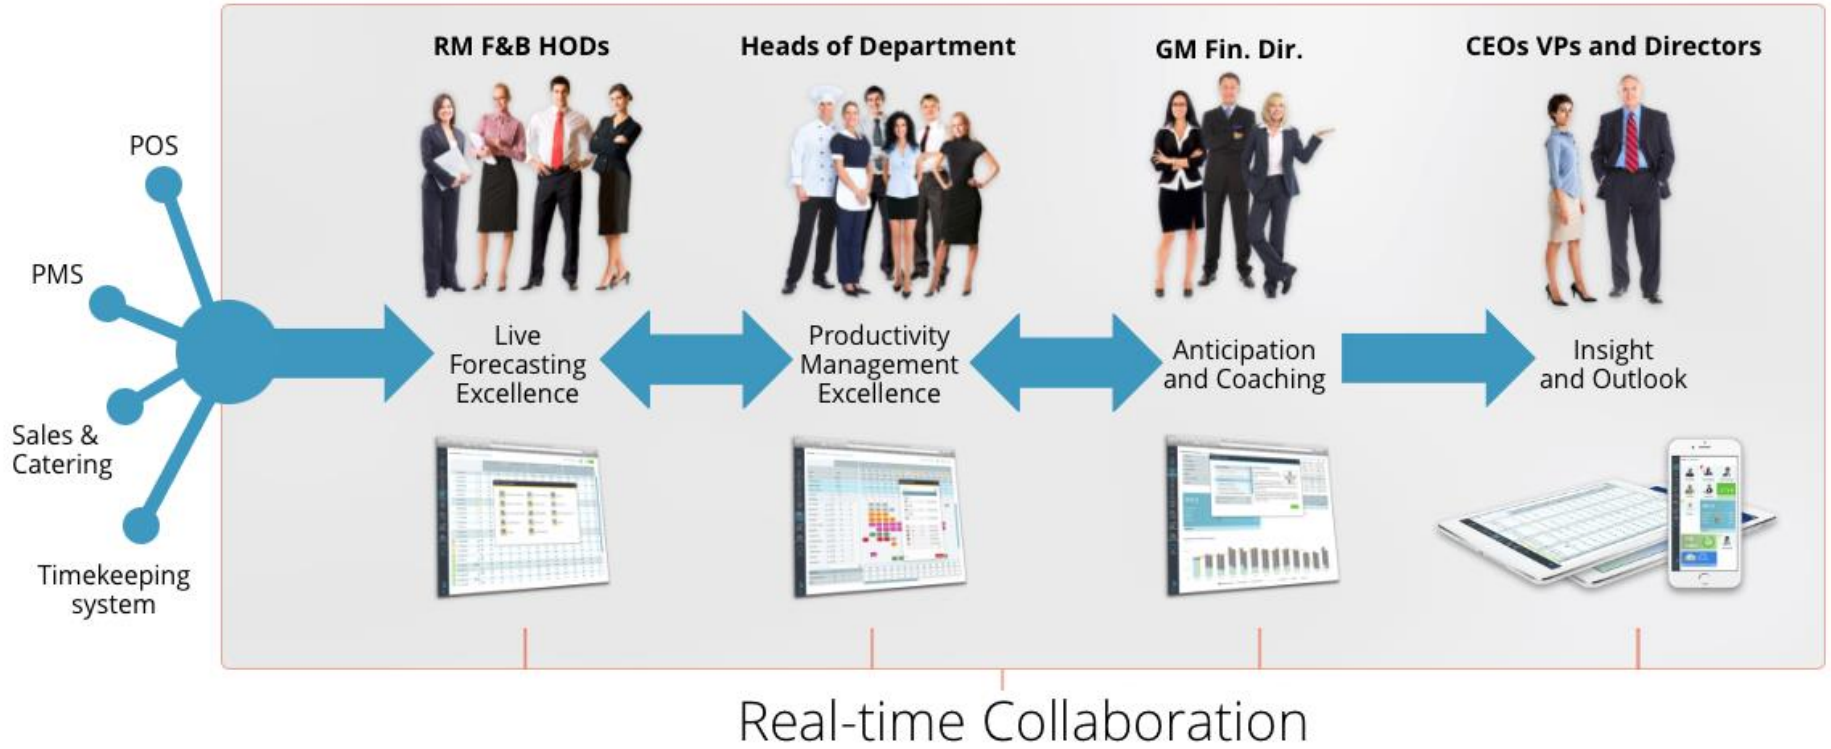 RM F&B HODs
Heads of Department
GM Fin. Dir.
CEOs VPs and Directors
POS
PMS
Sales &
Catering
Timekeeping
system
Live
Forecasting
Excellence
Productivity
Management
Excellence
Anticipation
and Coaching
Insight
and Outlook
Real-time Collaboration